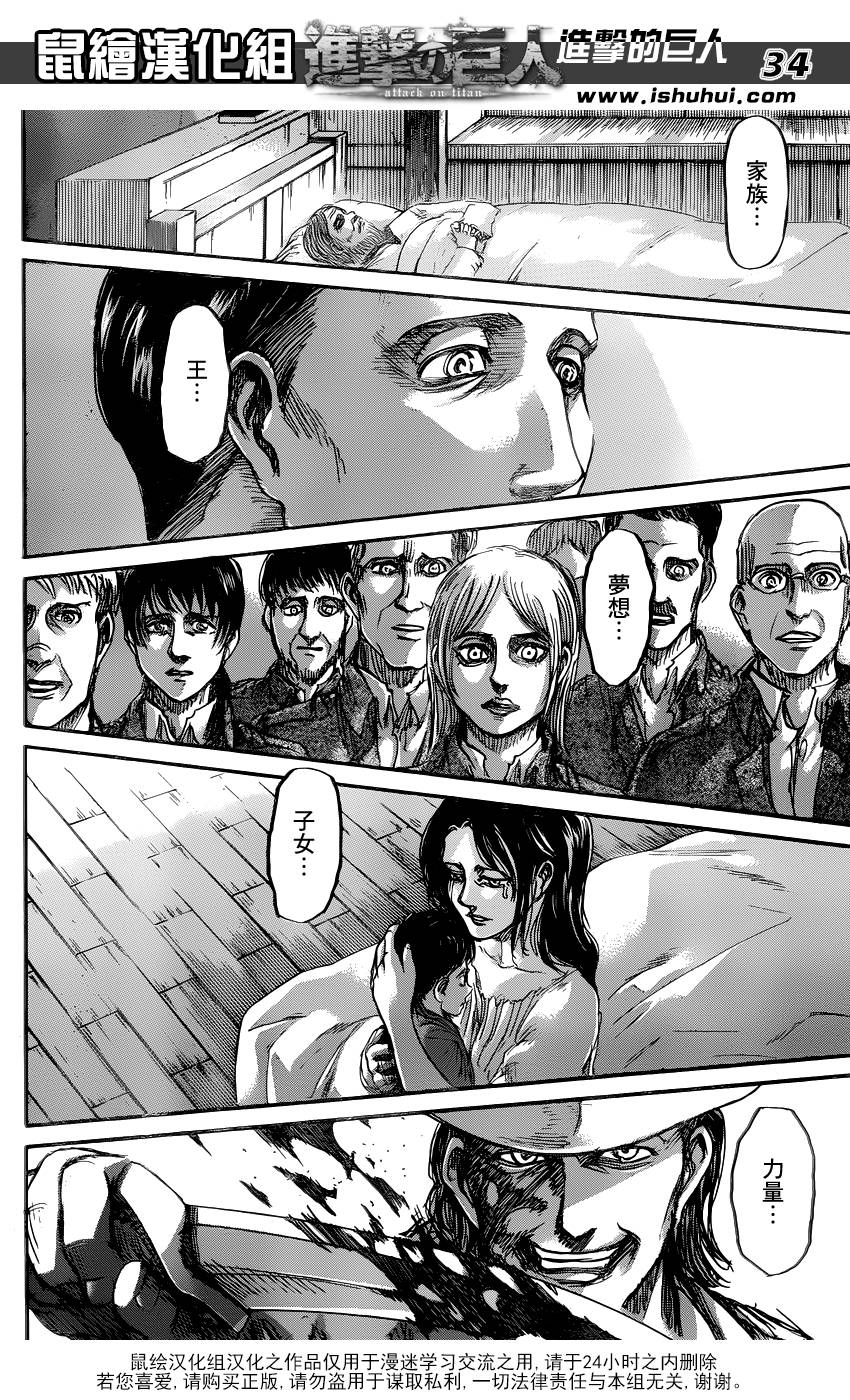 鼠繪漢化組
進撃の巨人
attack on titan
進擊的巨人
www.ishuhui.com
34
家族…
王…
夢想…
子女…
力量…
鼠绘汉化组汉化之作品仅用于漫迷学习交流之用, 请于24小时之内删除
若您喜爱, 请购买正版, 请勿盗用于谋取私利, 一切法律责任与本组无关, 谢谢。